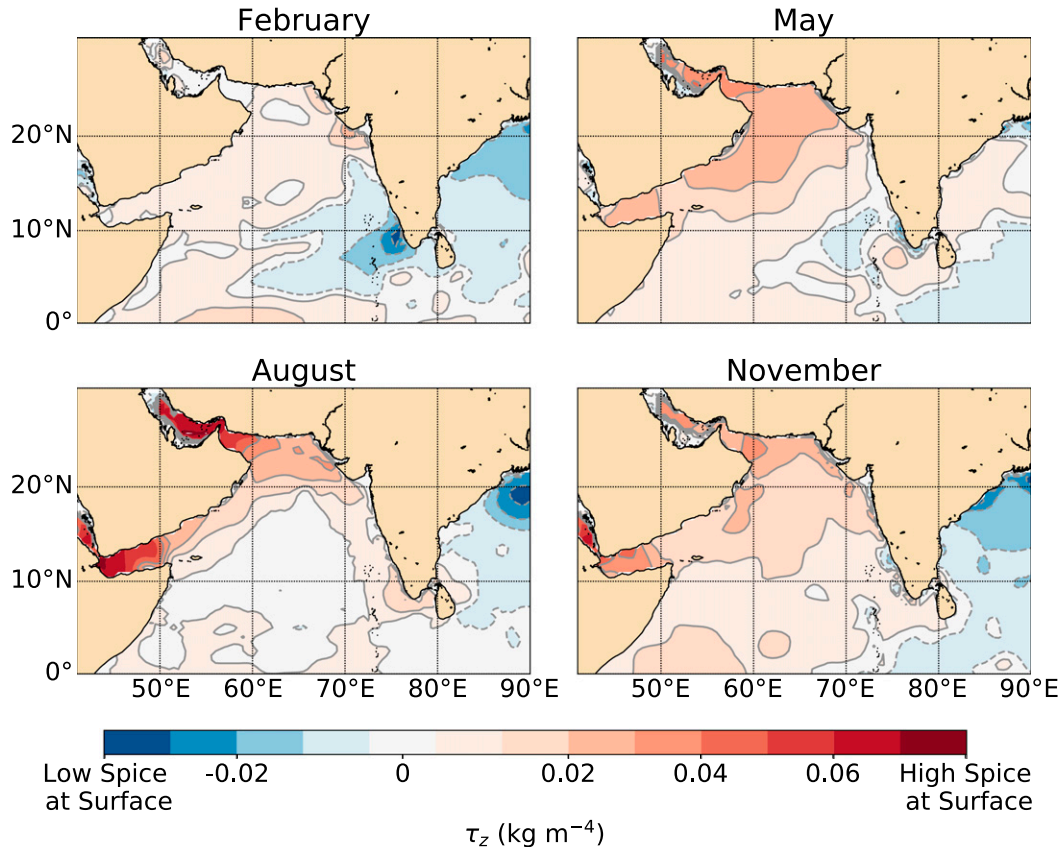 February
May
20°N
10°N
0°
August
November
20°N
10°N
0°
50°E 60°E 70°E 80°E 90°E 50°E 60°E 70°E 80°E 90°E
Low Spice at Surface
-0.02 0 0.02 0.04 0.06
High Spice at Surface
τz (kg m⁻⁴)